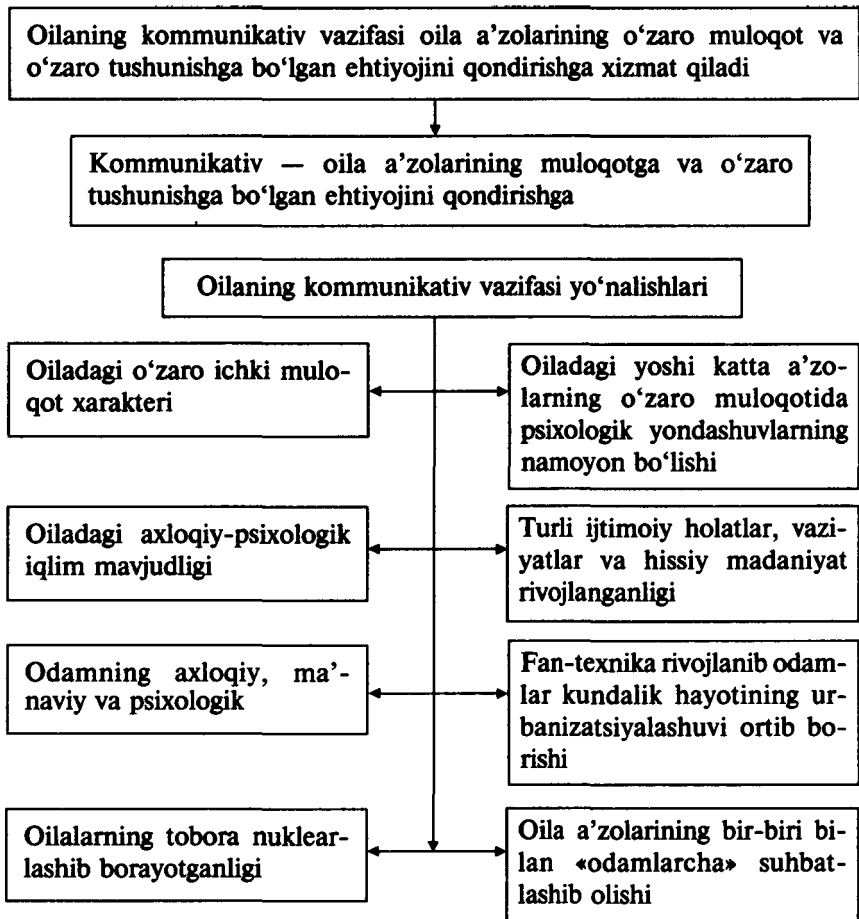 Oilaning kommunikativ vazifasi oila a'zolarining o‘zaro muloqot va
o‘zaro tushunishga bo‘lgan ehtiyojini qondirishga xizmat qiladi
Kommunikativ — oila a'zolarining muloqotga va o‘zaro
tushunishga bo‘lgan ehtiyojini qondirishga
Oilaning kommunikativ vazifasi yo‘nalishlari
Oiladagi o‘zaro ichki mulo-
qot xarakteri
Oiladagi yoshi katta a'zo-
larning o‘zaro muloqotida
psixologik yondashuvlarning
namoyon bo‘lishi
Oiladagi axloqiy-psixologik
iqlim mavjudligi
Turli ijtimoiy holatlar, vazi-
yatlar va hissiy madaniyat
rivojlanganligi
Odamning axloqiy, ma'-
naviy va psixologik
Fan-texnika rivojlanib odam-
lar kundalik hayotining ur-
banizatsiyalashuvi ortib bo-
rishi
Oilalarning tobora nuklear-
lashib borayotganligi
Oila a'zolarining bir-biri bi-
lan «odamlarcha» suhbat-
lashib olishi